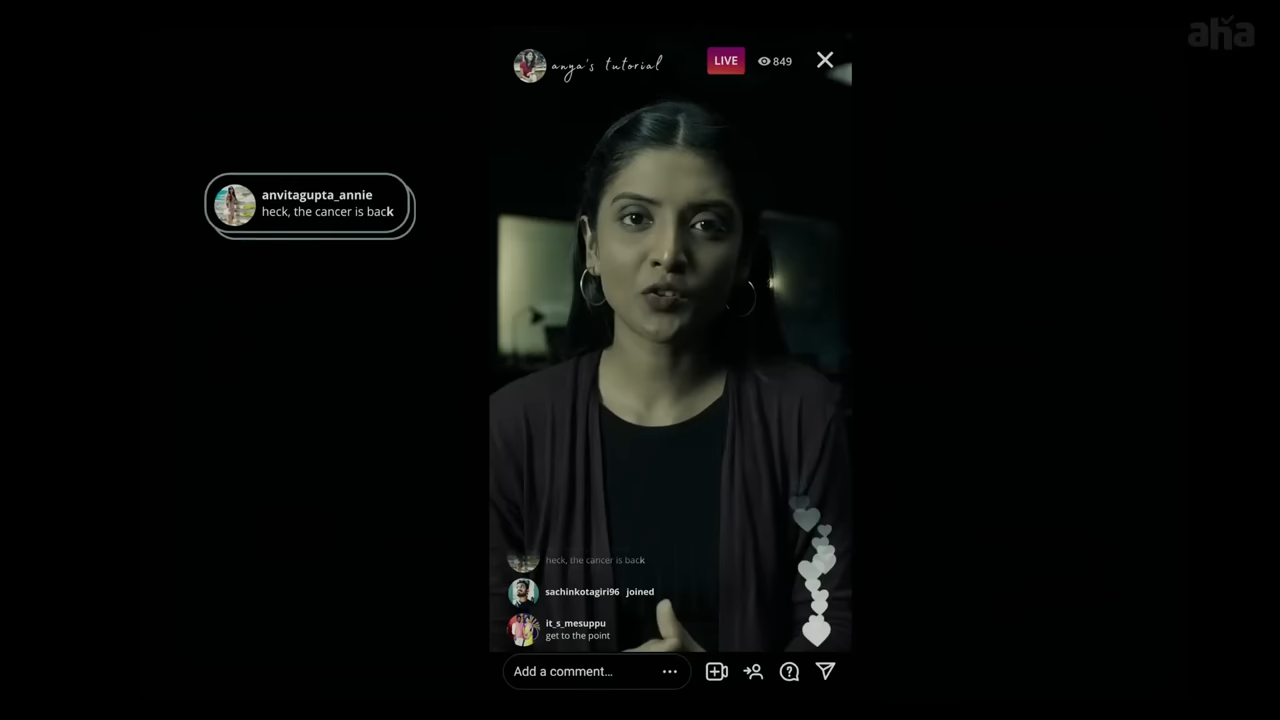 aha
anya's tutorial
LIVE
849
anvitagupta_annie
heck, the cancer is back
heck, the cancer is back
sachinkotagiri96 joined
it_s_mesuppu
get to the point
Add a comment...